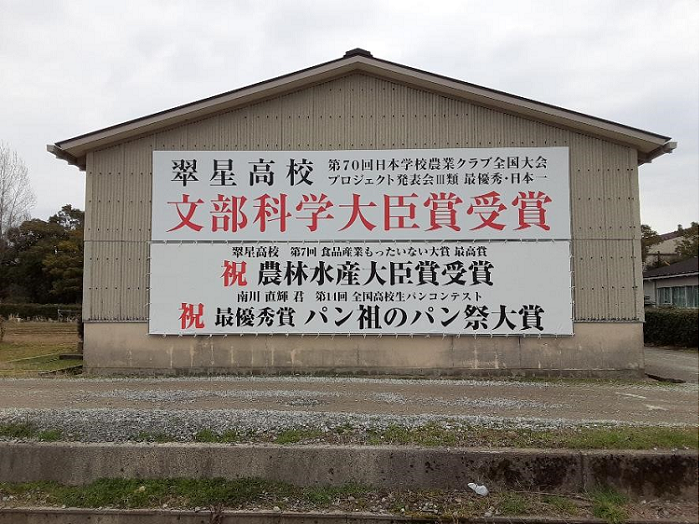 翠星高校 第70回日本学校農業クラブ全国大会
プロジェクト発表会Ⅲ類 最優秀・日本一
文部科学大臣賞受賞
翠星高校 第7回 食品産業もったいない大賞 最高賞
祝 農林水産大臣賞受賞
南川 直輝 君 第14回 全国高校生パンコンテスト
祝 最優秀賞 パン祖のパン祭大賞